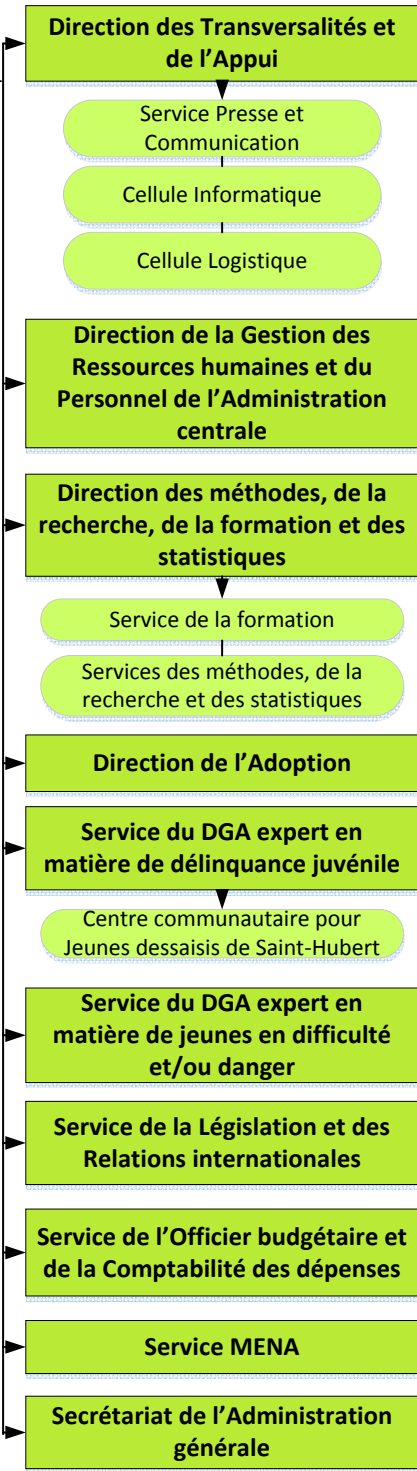 Direction des Transversalités et
de l’Appui
Service Presse et
Communication
Cellule Informatique
Cellule Logistique
Direction de la Gestion des
Ressources humaines et du
Personnel de l’Administration
centrale
Direction des méthodes, de la
recherche, de la formation et des
statistiques
Service de la formation
Services des méthodes, de la
recherche et des statistiques
Direction de l’Adoption
Service du DGA expert en
matière de délinquance juvénile
Centre communautaire pour
Jeunes dessaisis de Saint-Hubert
Service du DGA expert en
matière de jeunes en difficulté
et/ou danger
Service de la Législation et des
Relations internationales
Service de l’Officier budgétaire et
de la Comptabilité des dépenses
Service MENA
Secrétariat de l’Administration
générale